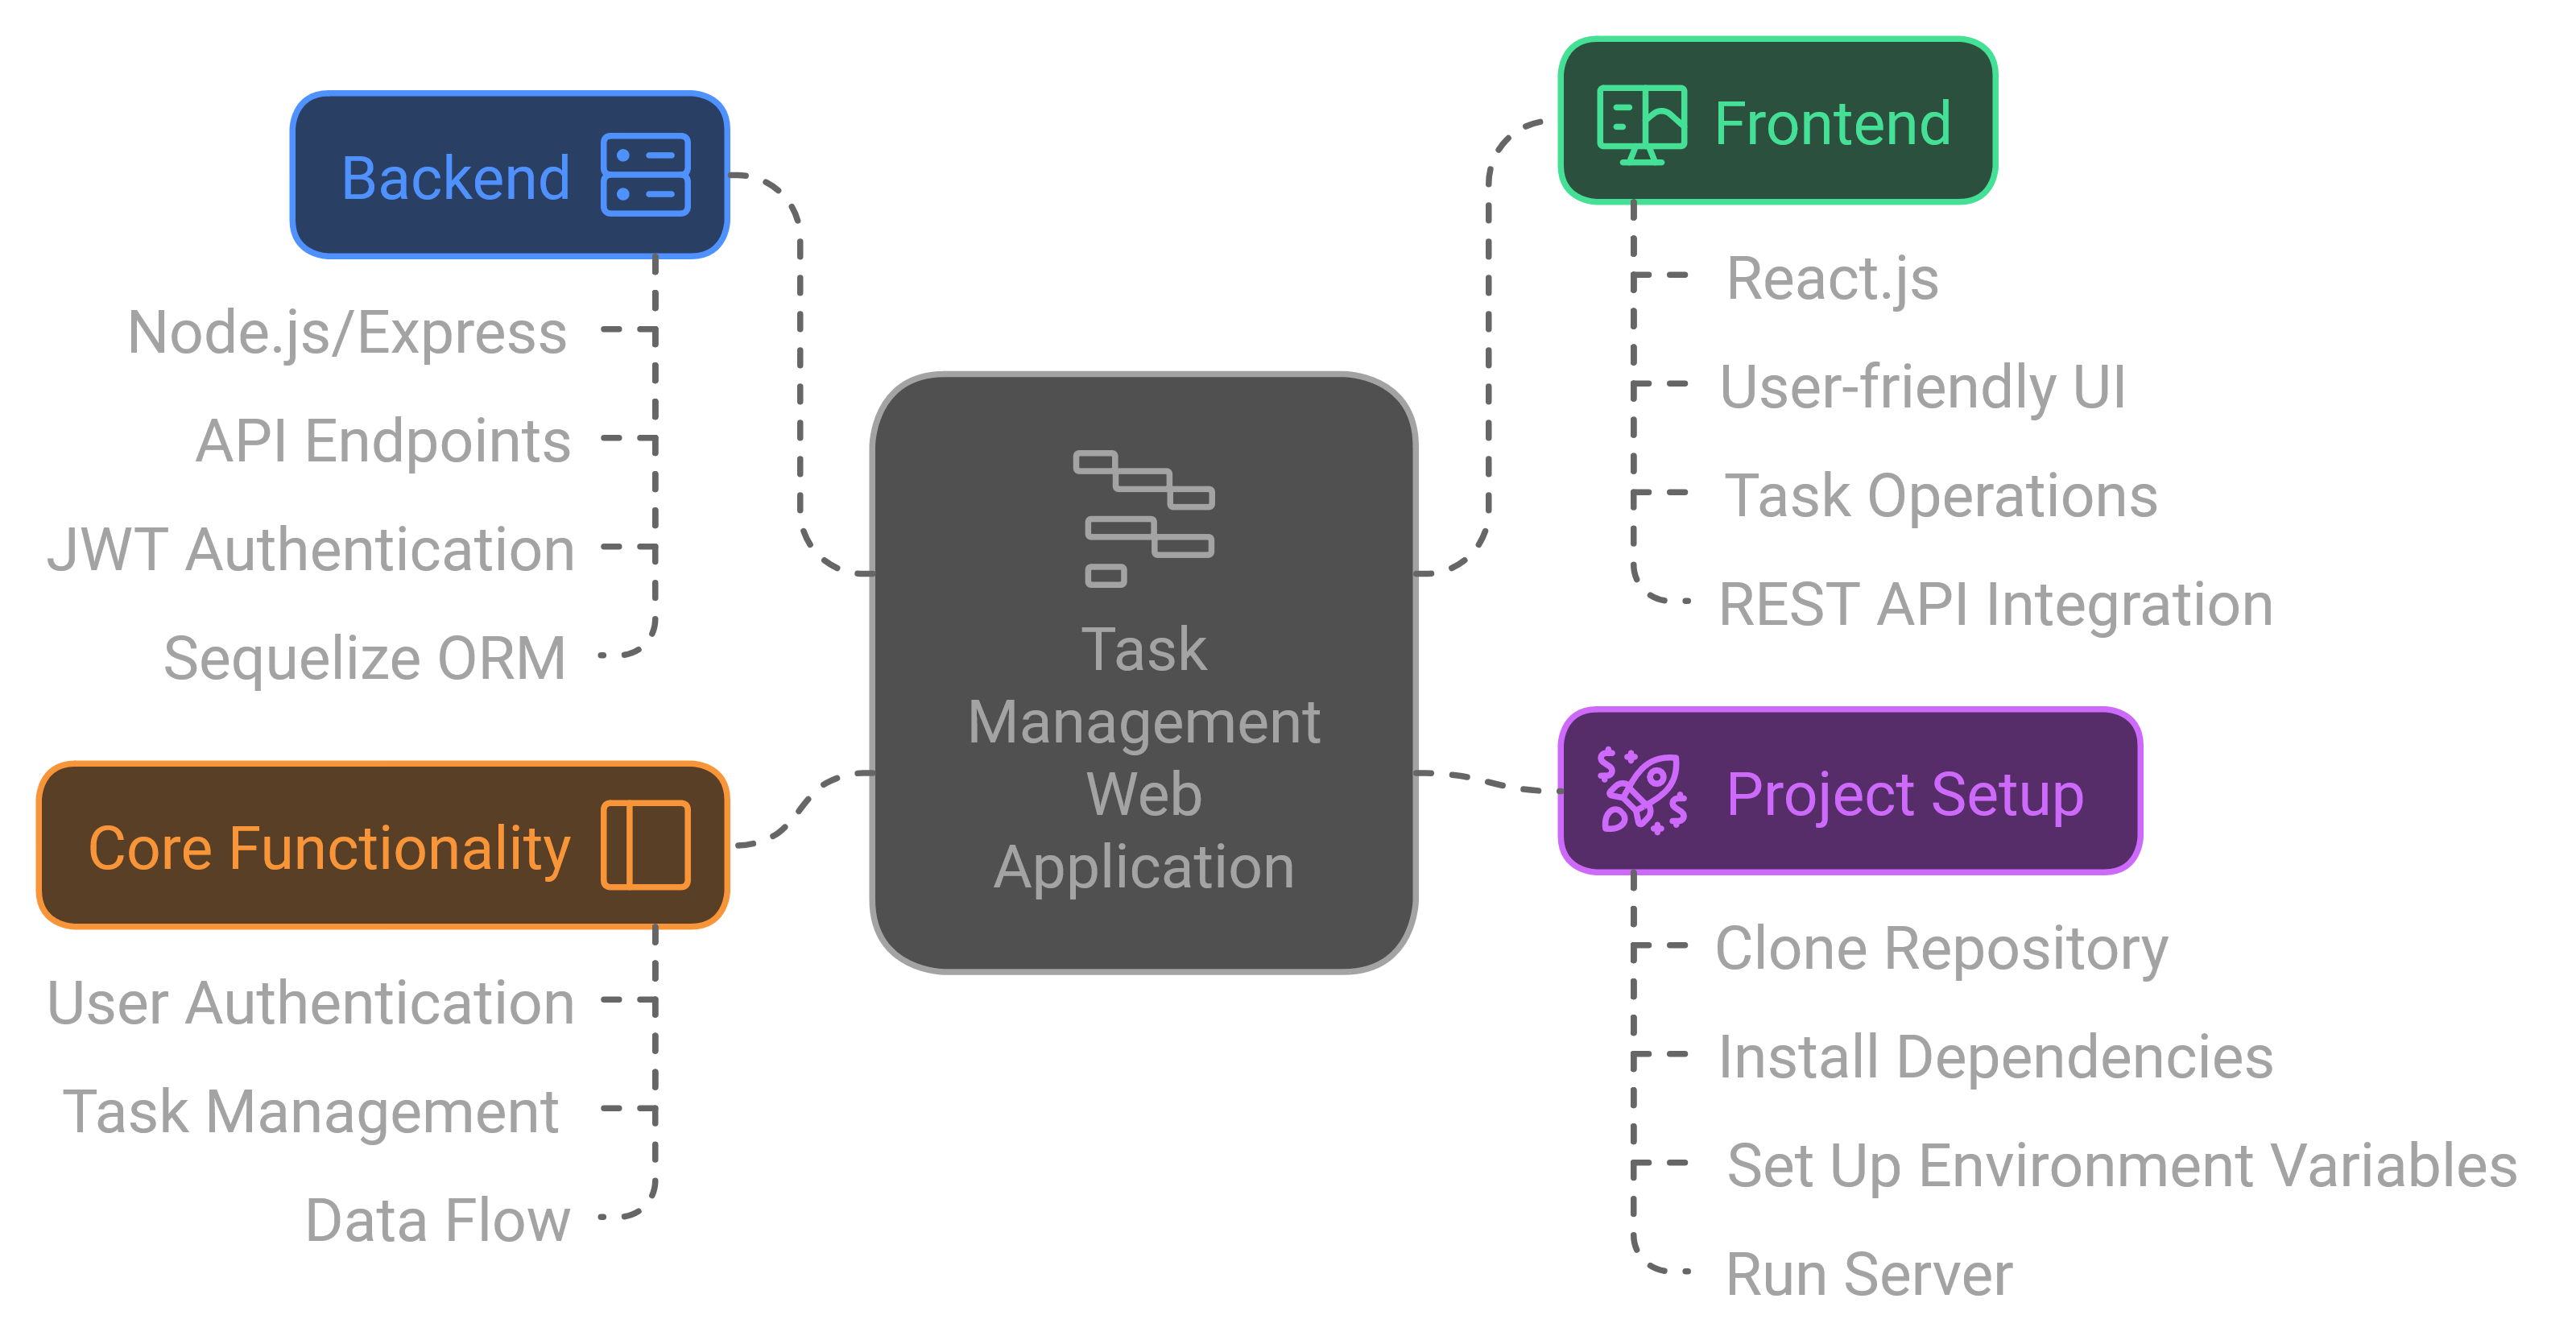 Backend
Node.js/Express
API Endpoints
JWT Authentication
Sequelize ORM
Core Functionality
User Authentication
Task Management
Data Flow
Task
Management
Web
Application
Frontend
React.js
User-friendly UI
Task Operations
REST API Integration
Project Setup
Clone Repository
Install Dependencies
Set Up Environment Variables
Run Server